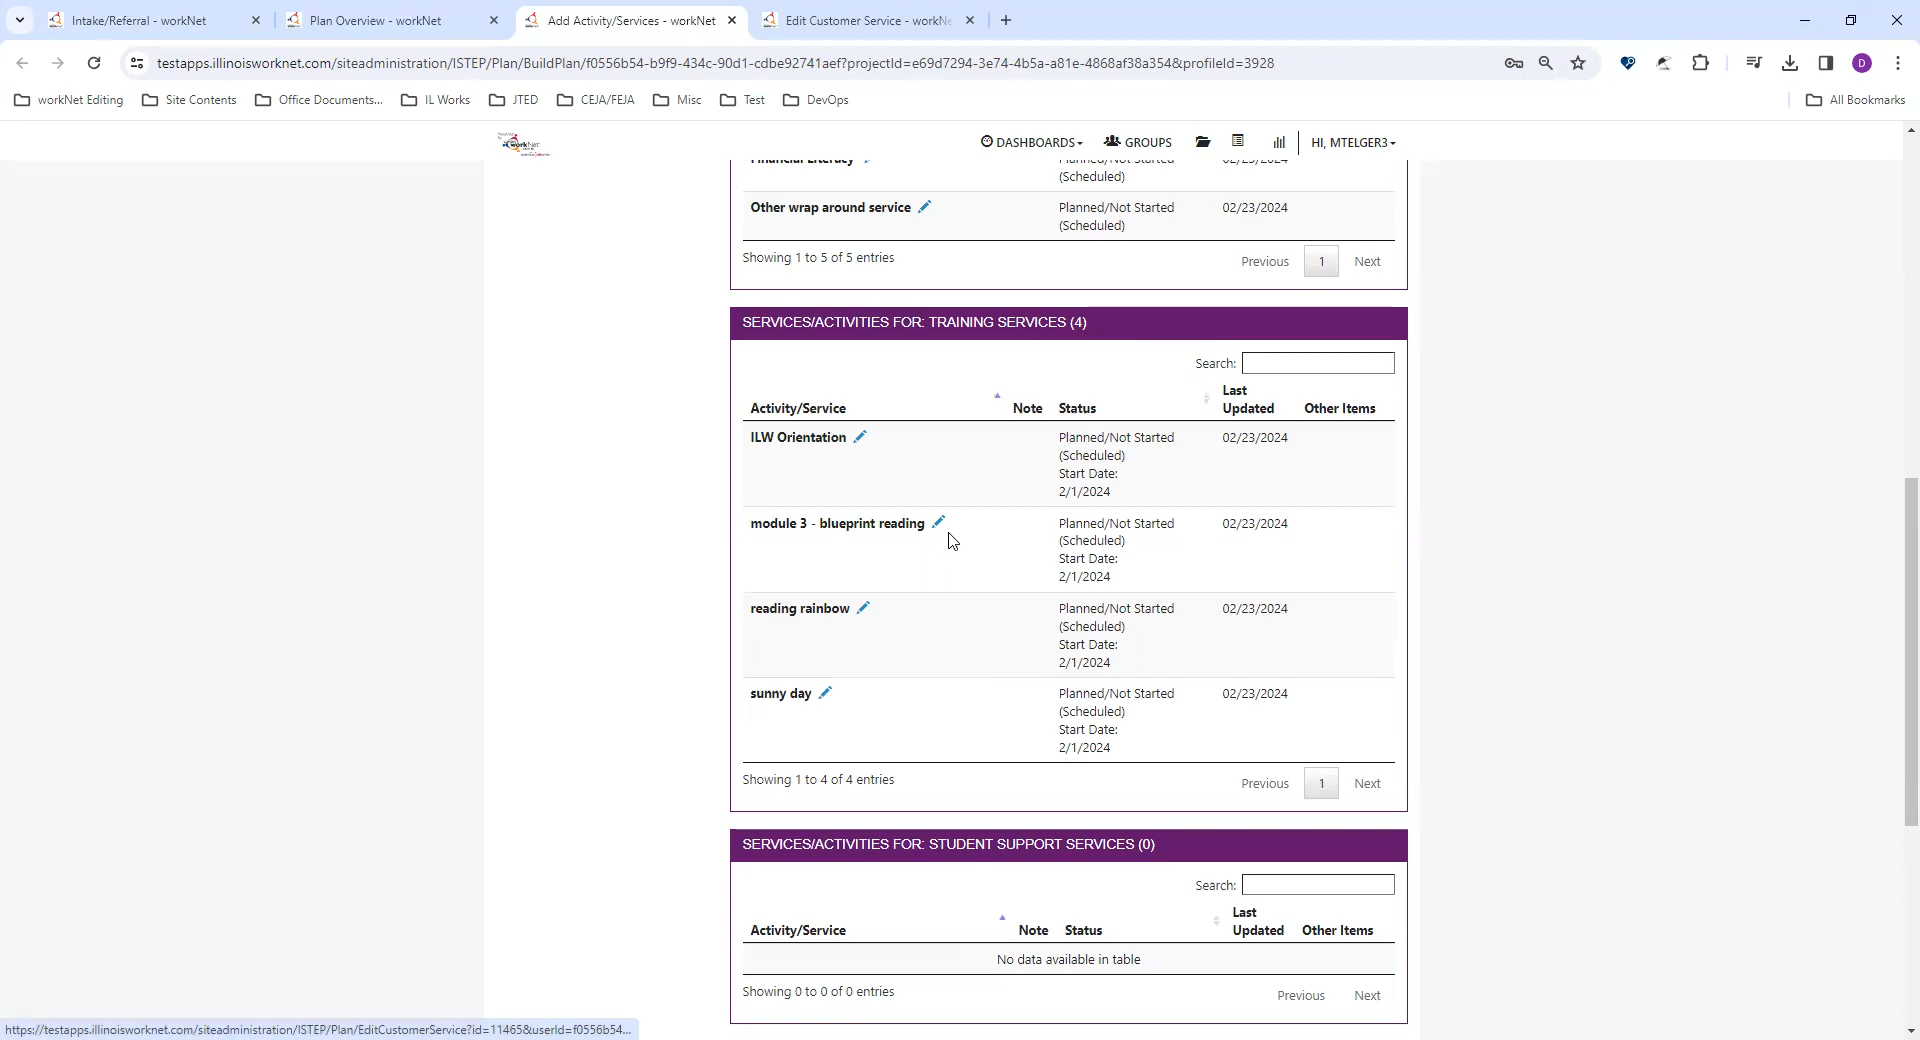 Intake/Referral - workNet
Plan Overview - workNet
Add Activity/Services - workNet
Edit Customer Service - workNe
testapps.illinoisworknet.com/siteadministration/ISTEP/Plan/BuildPlan/f0556b54-b9f9-434c-90d1-cdbe92741aef?projectId=e69d7294-3e74-4b5a-a81e-4868af38a354&profileId=3928
D
workNet Editing
Site Contents
Office Documents...
IL Works
JTED
CEJA/FEJA
Misc
Test
DevOps
All Bookmarks
workNet
DASHBOARDS
GROUPS
HI, MTELGER3
Financial Literacy
Planned/Not Started
02/23/2024
(Scheduled)
Other wrap around service
Planned/Not Started
02/23/2024
(Scheduled)
Showing 1 to 5 of 5 entries
Previous
1
Next
SERVICES/ACTIVITIES FOR: TRAINING SERVICES (4)
Search:
Activity/Service
Note
Status
Last
Updated
Other Items
ILW Orientation
Planned/Not Started
(Scheduled)
Start Date:
2/1/2024
02/23/2024
module 3 - blueprint reading
Planned/Not Started
(Scheduled)
Start Date:
2/1/2024
02/23/2024
reading rainbow
Planned/Not Started
(Scheduled)
Start Date:
2/1/2024
02/23/2024
sunny day
Planned/Not Started
(Scheduled)
Start Date:
2/1/2024
02/23/2024
Showing 1 to 4 of 4 entries
Previous
1
Next
SERVICES/ACTIVITIES FOR: STUDENT SUPPORT SERVICES (0)
Search:
Activity/Service
Note
Status
Last
Updated
Other Items
No data available in table
Showing 0 to 0 of 0 entries
Previous
Next
https://testapps.illinoisworknet.com/siteadministration/ISTEP/Plan/EditCustomerService?id=11465&userId=f0556b54...